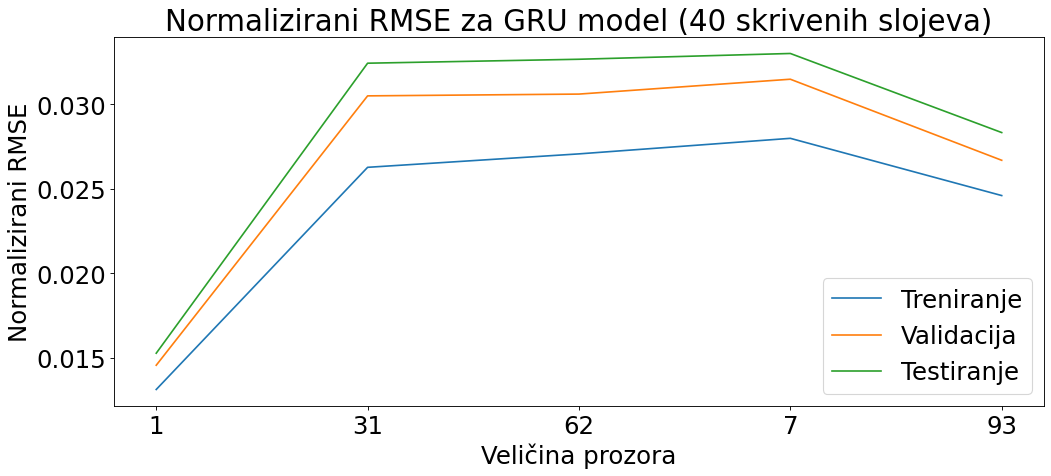 Normalizirani RMSE za GRU model (40 skrivenih slojeva)
Normalizirani RMSE
0.030
0.025
0.020
0.015
Treniranje
Validacija
Testiranje
1 31 62 7 93
Veličina prozora